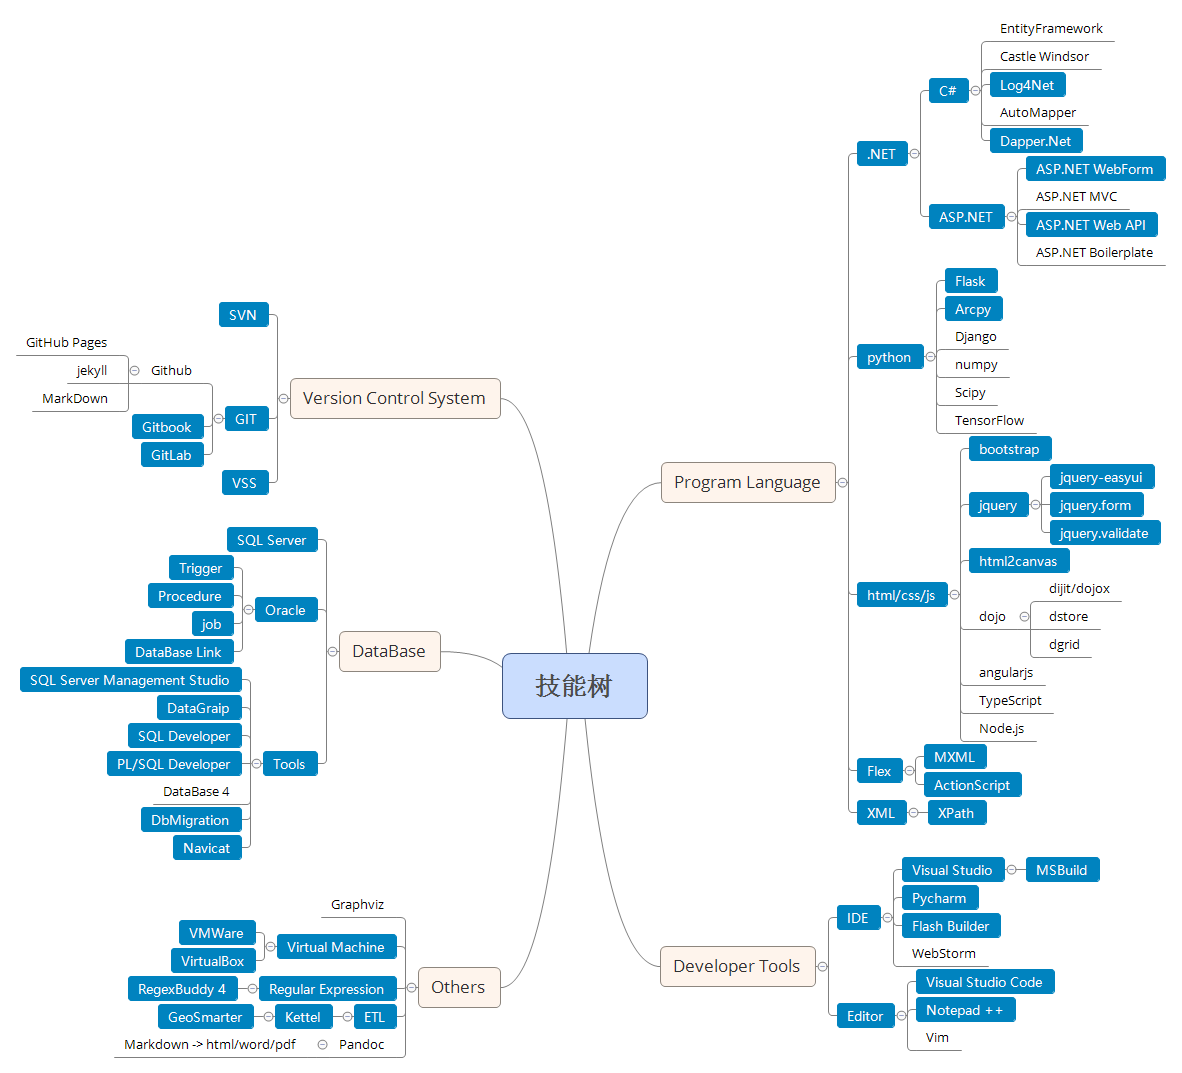 技能树
Program Language
.NET
C#
EntityFramework
Castle Windsor
Log4Net
AutoMapper
Dapper.Net
ASP.NET
ASP.NET WebForm
ASP.NET MVC
ASP.NET Web API
ASP.NET Boilerplate
python
Flask
Arcpy
Django
numpy
Scipy
TensorFlow
html/css/js
bootstrap
jquery
jquery-easyui
jquery.form
jquery.validate
html2canvas
dojo
dijit/dojox
dstore
dgrid
angularjs
TypeScript
Node.js
Flex
MXML
ActionScript
XML
XPath
Developer Tools
IDE
Visual Studio
MSBuild
Pycharm
Flash Builder
WebStorm
Editor
Visual Studio Code
Notepad ++
Vim
Version Control System
SVN
GIT
Github
GitHub Pages
jekyll
MarkDown
Gitbook
GitLab
VSS
DataBase
SQL Server
Oracle
Trigger
Procedure
job
DataBase Link
Tools
SQL Server Management Studio
DataGraip
SQL Developer
PL/SQL Developer
DataBase 4
DbMigration
Navicat
Others
Graphviz
Virtual Machine
VMWare
VirtualBox
Regular Expression
RegexBuddy 4
ETL
Kettel
GeoSmarter
Pandoc
Markdown -> html/word/pdf